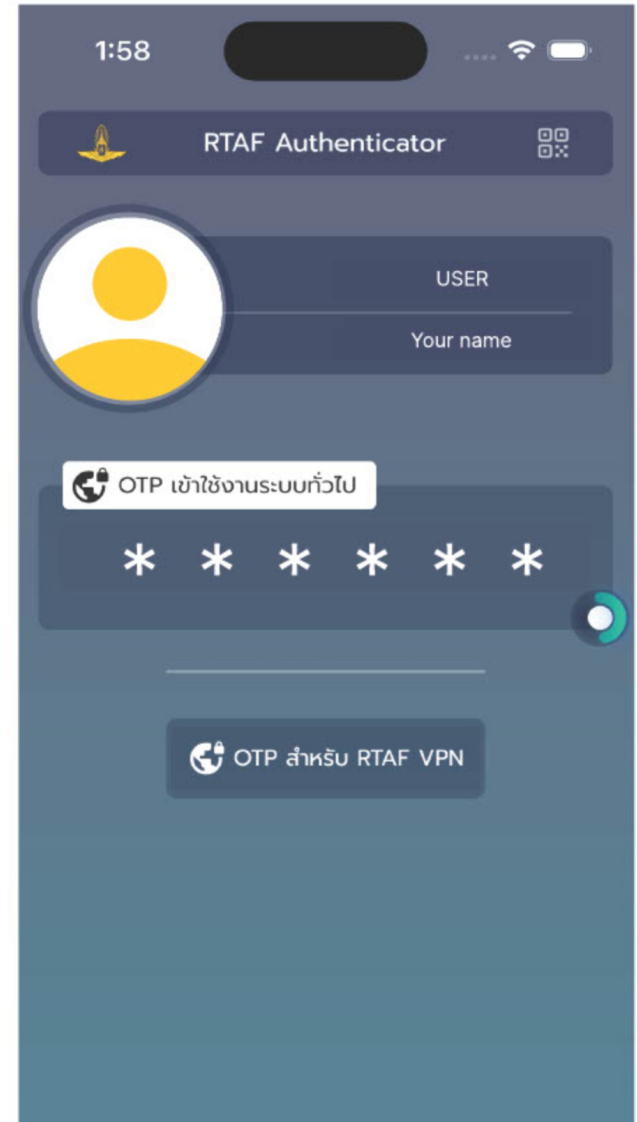 1:58
RTAF Authenticator
USER
Your name
OTP เข้าใช้งานระบบทั่วไป
* * * * * *
OTP สำหรับ RTAF VPN